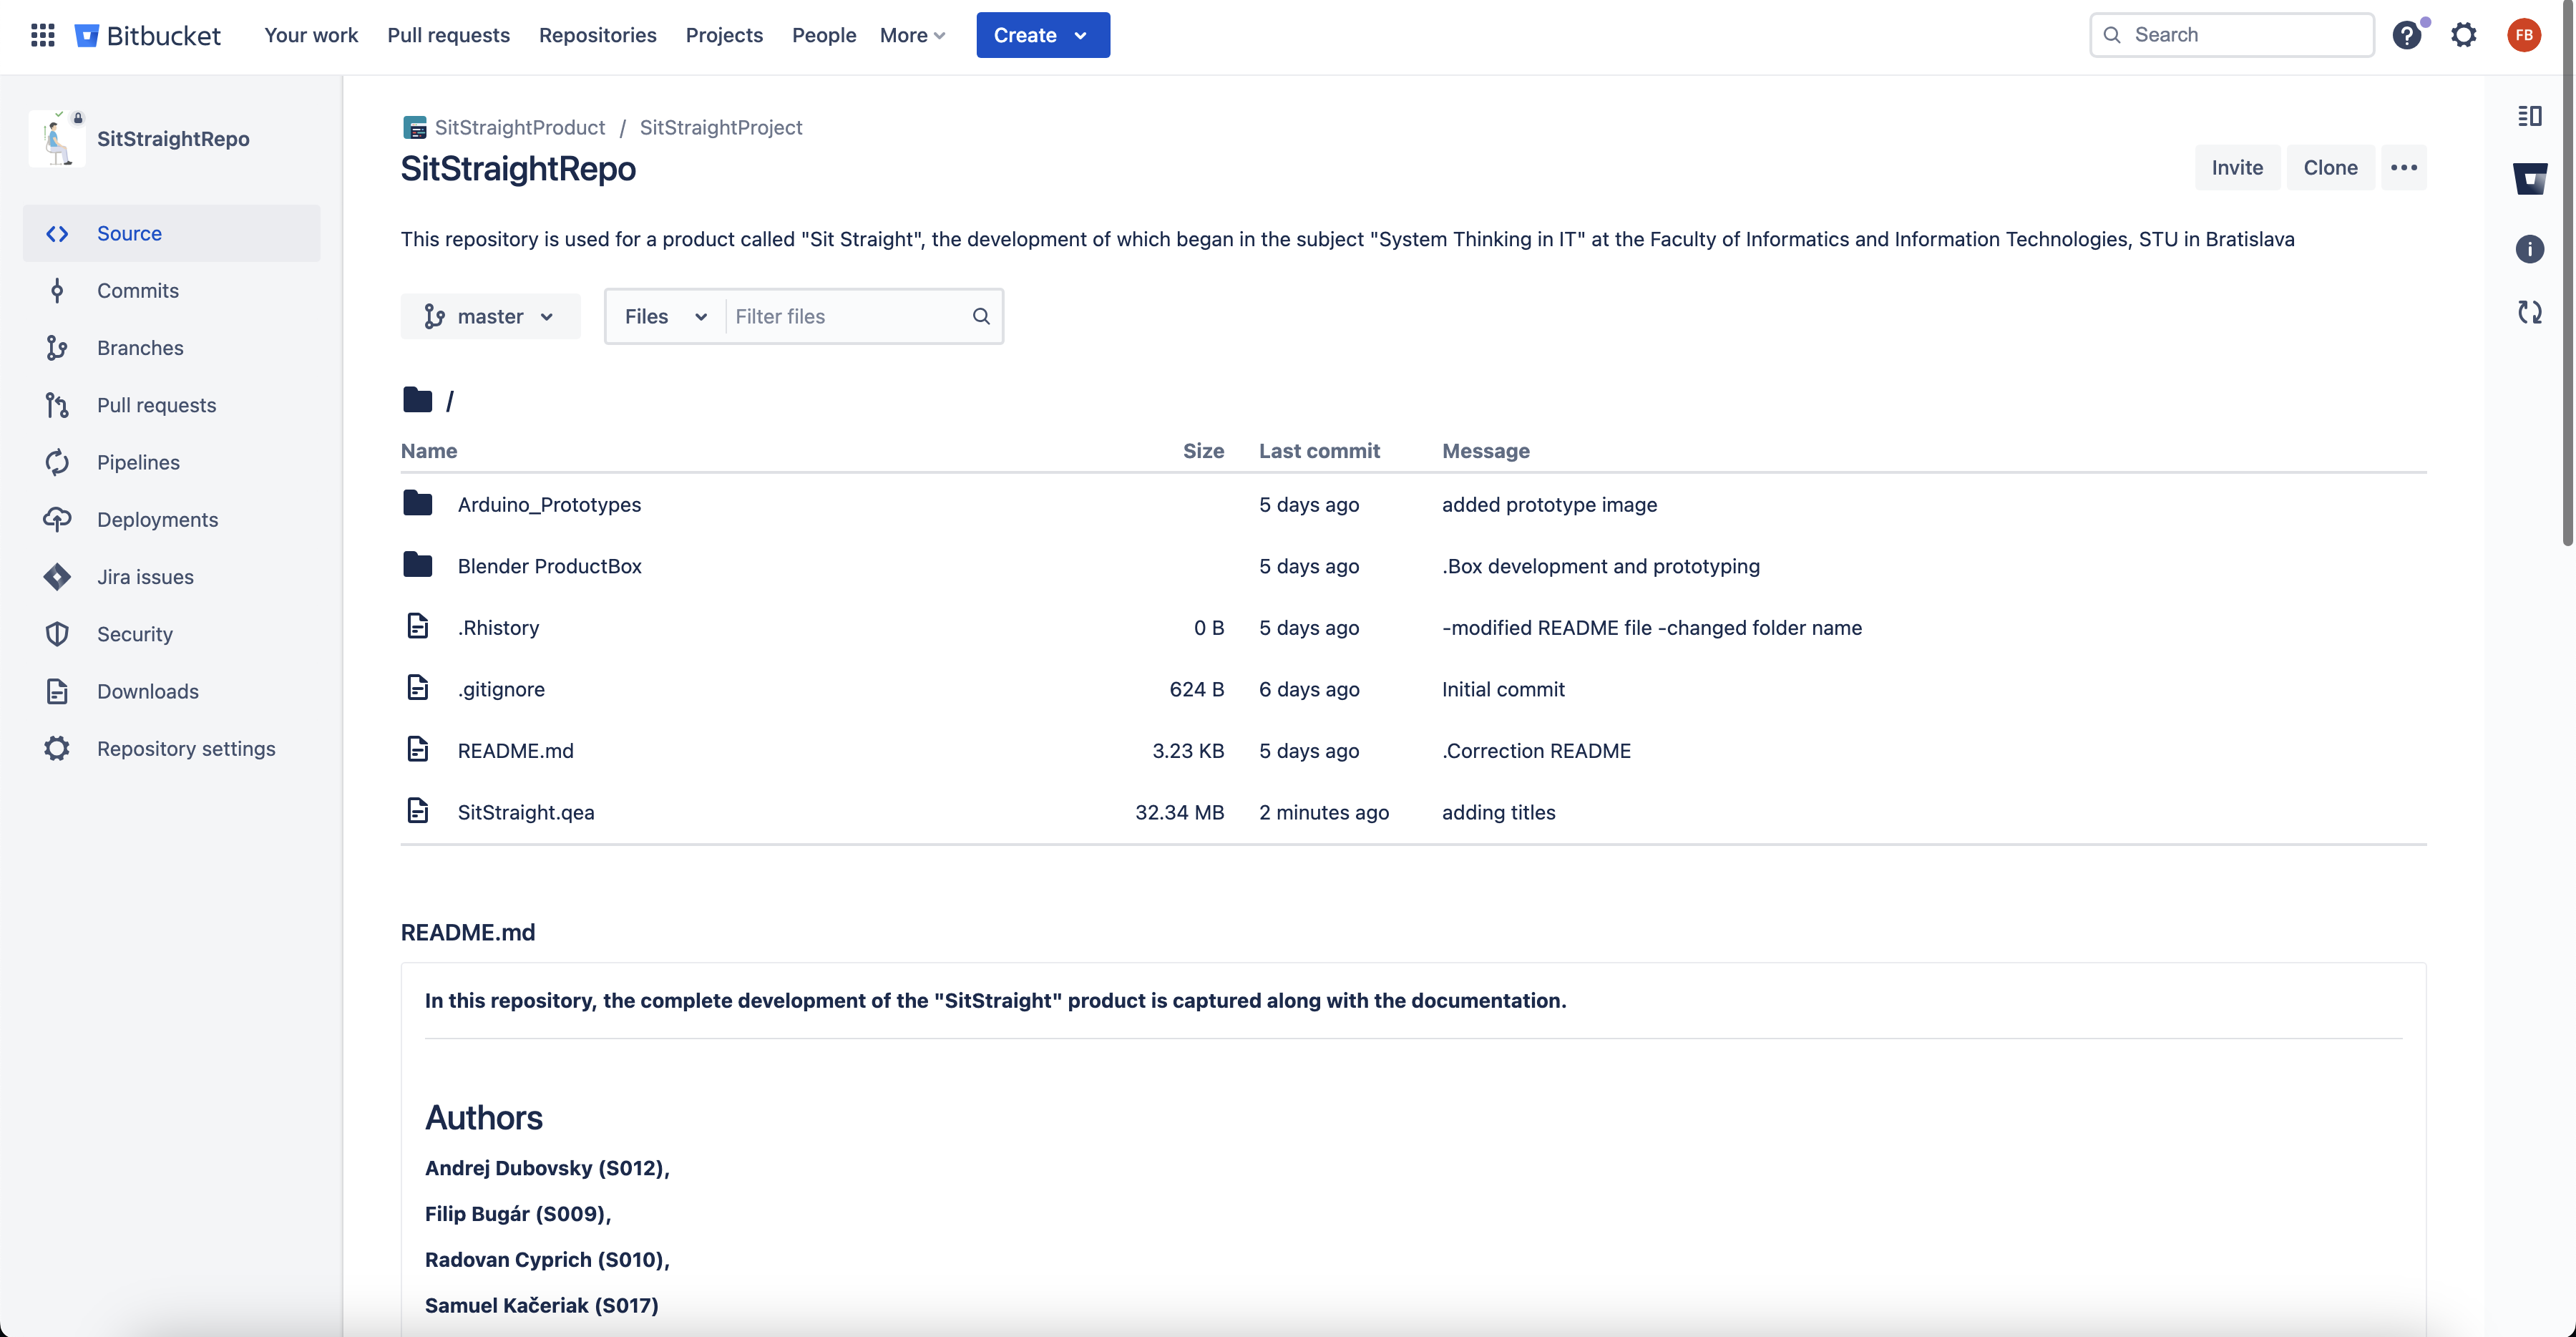 Bitbucket Your work Pull requests Repositories Projects People More Create Search FB
SitStraightRepo
Source
Commits
Branches
Pull requests
Pipelines
Deployments
Jira issues
Security
Downloads
Repository settings
SitStraightProduct / SitStraightProject
SitStraightRepo
Invite Clone
This repository is used for a product called "Sit Straight", the development of which began in the subject "System Thinking in IT" at the Faculty of Informatics and Information Technologies, STU in Bratislava
master Files Filter files
/
Name Size Last commit Message
Arduino_Prototypes 5 days ago added prototype image
Blender ProductBox 5 days ago .Box development and prototyping
.Rhistory 0 B 5 days ago -modified README file -changed folder name
.gitignore 624 B 6 days ago Initial commit
README.md 3.23 KB 5 days ago .Correction README
SitStraight.qea 32.34 MB 2 minutes ago adding titles
README.md
In this repository, the complete development of the "SitStraight" product is captured along with the documentation.
Authors
Andrej Dubovsky (S012),
Filip Bugár (S009),
Radovan Cyprich (S010),
Samuel Kačeriak (S017)